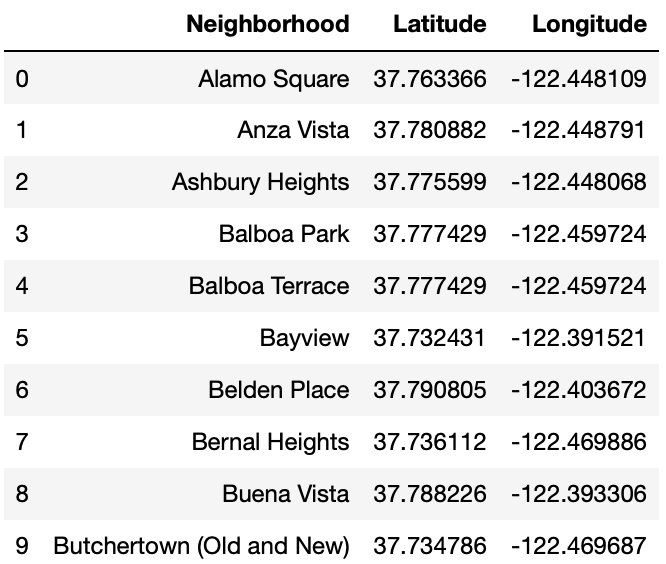 Neighborhood Latitude Longitude
0 Alamo Square 37.763366 -122.448109
1 Anza Vista 37.780882 -122.448791
2 Ashbury Heights 37.775599 -122.448068
3 Balboa Park 37.777429 -122.459724
4 Balboa Terrace 37.777429 -122.459724
5 Bayview 37.732431 -122.391521
6 Belden Place 37.790805 -122.403672
7 Bernal Heights 37.736112 -122.469886
8 Buena Vista 37.788226 -122.393306
9 Butchertown (Old and New) 37.734786 -122.469687